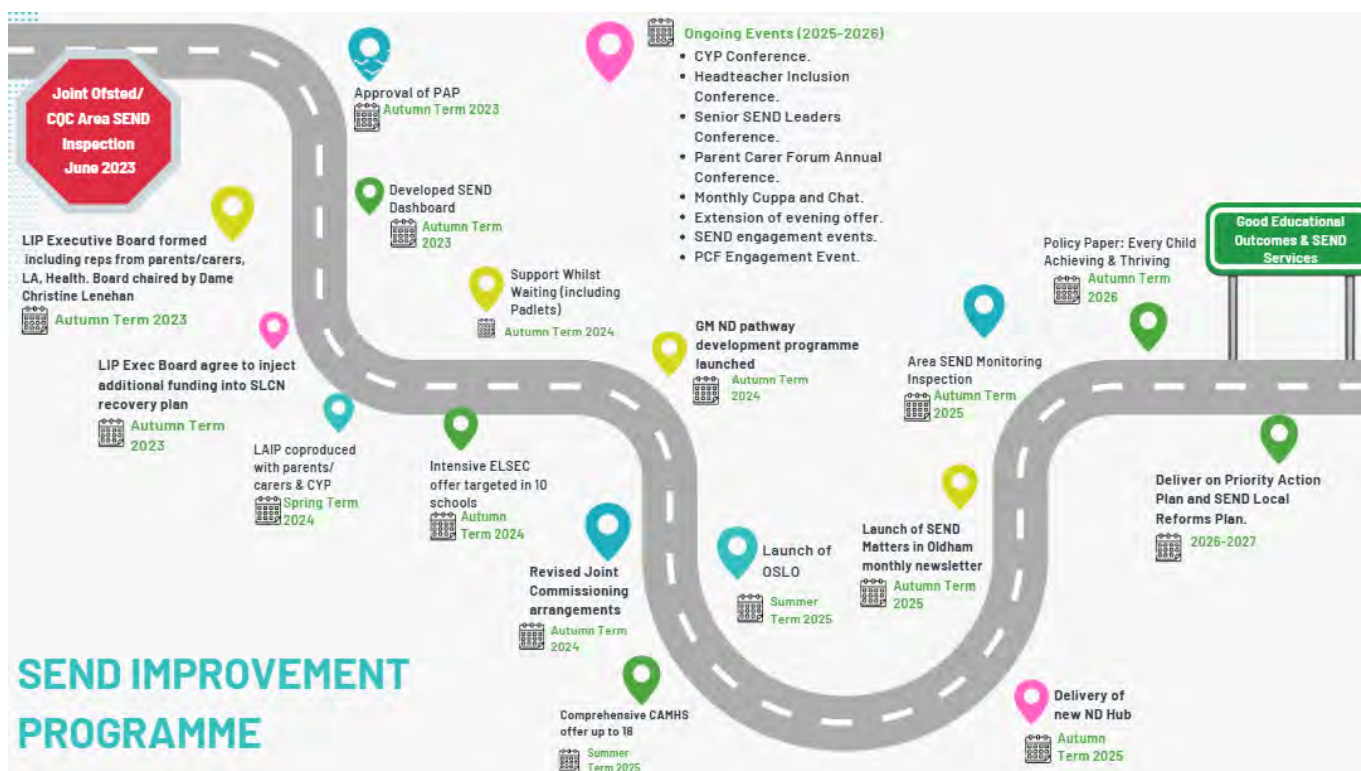 Joint Ofsted/
CQC Area SEND
Inspection
June 2023
LIP Executive Board formed
including reps from parents/carers,
LA, Health. Board chaired by Dame
Christine Lenehan
Autumn Term 2023
Approval of PAP
Autumn Term 2023
Developed SEND
Dashboard
Autumn Term
2023
LIP Exec Board agree to inject
additional funding into SLCN
recovery plan
Autumn Term
2023
LAIP coproduced
with parents/
carers & CYP
Spring Term
2024
Support Whilst
Waiting (including
Padlets)
Autumn Term 2024
Intensive ELSEC
offer targeted in 10
schools
Autumn
Term 2024
GM ND pathway
development programme
launched
Autumn Term
2024
Revised Joint
Commissioning
arrangements
Autumn Term
2024
Comprehensive CAMHS
offer up to 18
Summer
Term 2025
Launch of
OSLO
Summer
Term 2025
Launch of SEND
Matters in Oldham
monthly newsletter
Autumn Term
2025
Delivery of
new ND Hub
Autumn
Term 2025
Area SEND Monitoring
Inspection
Autumn Term
2025
Policy Paper: Every Child
Achieving & Thriving
Autumn Term
2026
Deliver on Priority Action
Plan and SEND Local
Reforms Plan.
2026-2027
Good Educational
Outcomes & SEND
Services
Ongoing Events (2025-2026)
• CYP Conference.
• Headteacher Inclusion
Conference.
• Senior SEND Leaders
Conference.
• Parent Carer Forum Annual
Conference.
• Monthly Cuppa and Chat.
• Extension of evening offer.
• SEND engagement events.
• PCF Engagement Event.
SEND IMPROVEMENT
PROGRAMME